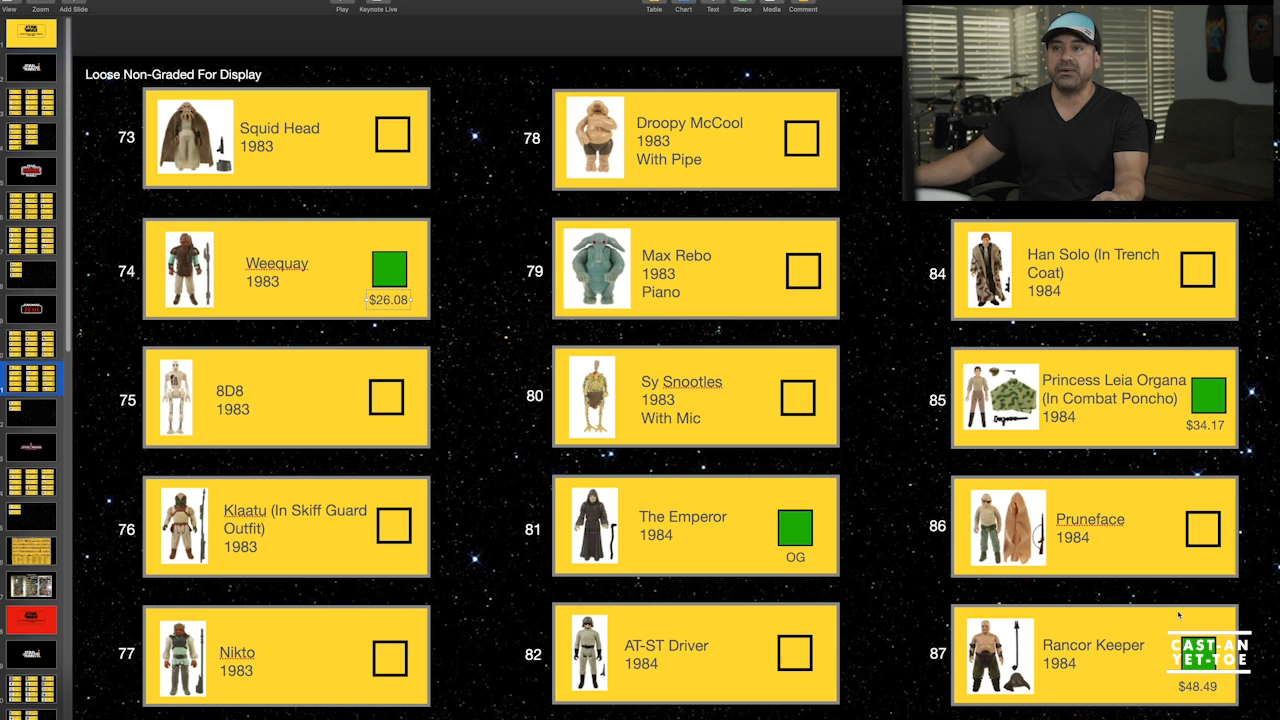 View Zoom Add Slide Play Keynote Live Table Chart Text Shape Media Comment
Loose Non-Graded For Display
73
Squid Head
1983
74
Weequay
1983
$26.08
75
8D8
1983
76
Klaatu (In Skiff Guard
Outfit)
1983
77
Nikto
1983
78
Droopy McCool
1983
With Pipe
79
Max Rebo
1983
Piano
80
Sy Snootles
1983
With Mic
81
The Emperor
1984
OG
82
AT-ST Driver
1984
84
Han Solo (In Trench
Coat)
1984
85
Princess Leia Organa
(In Combat Poncho)
1984
$34.17
86
Pruneface
1984
87
Rancor Keeper
1984
$48.49
CAST-AN
YET-TOE